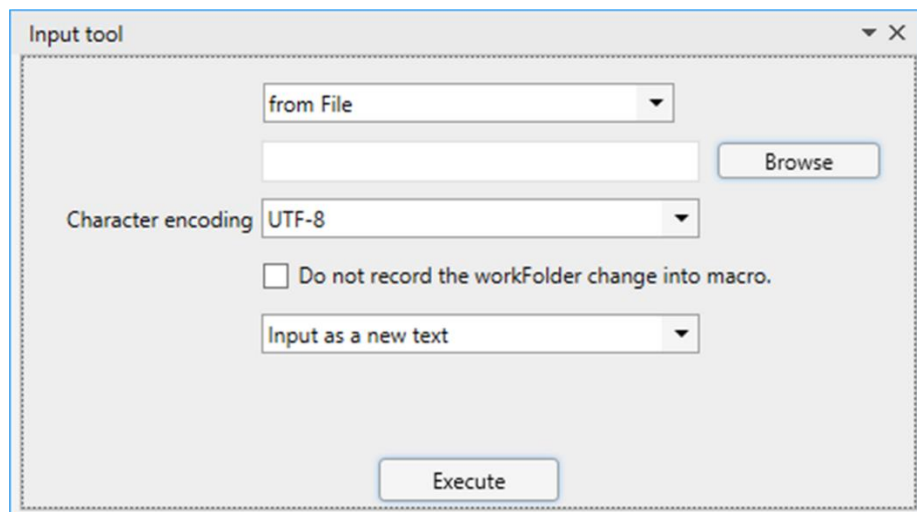 Input tool
from File
Browse
Character encoding UTF-8
Do not record the workFolder change into macro.
Input as a new text
Execute